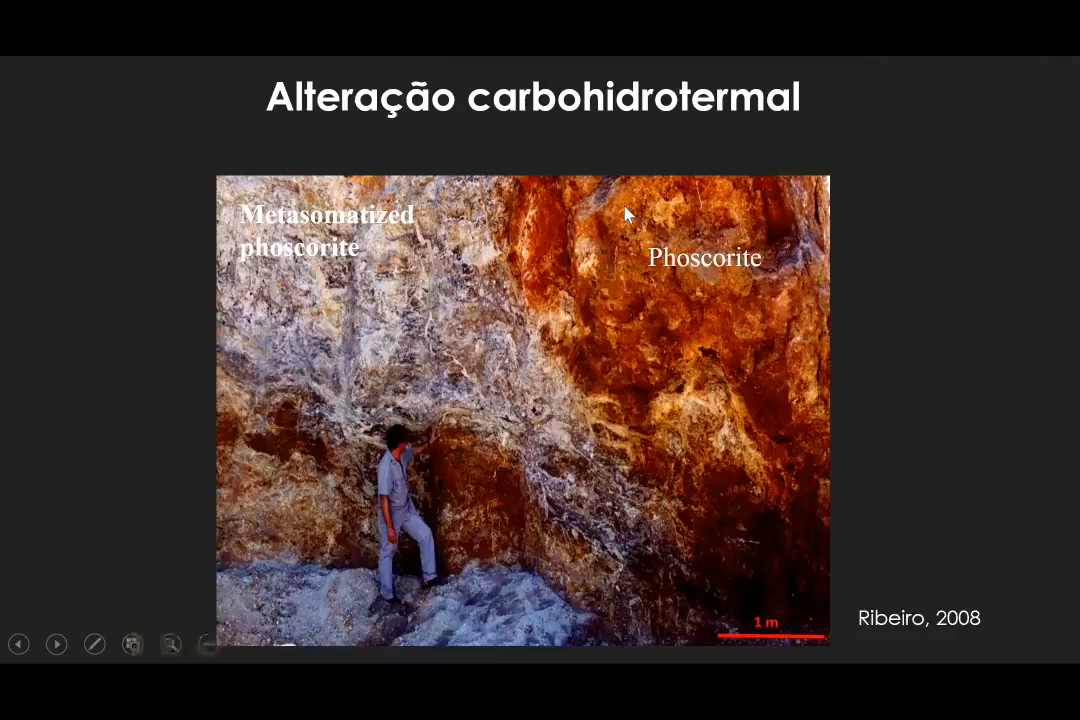 Alteração carbohidrotermal
Metasomatized
phoscorite
Phoscorite
1 m
Ribeiro, 2008